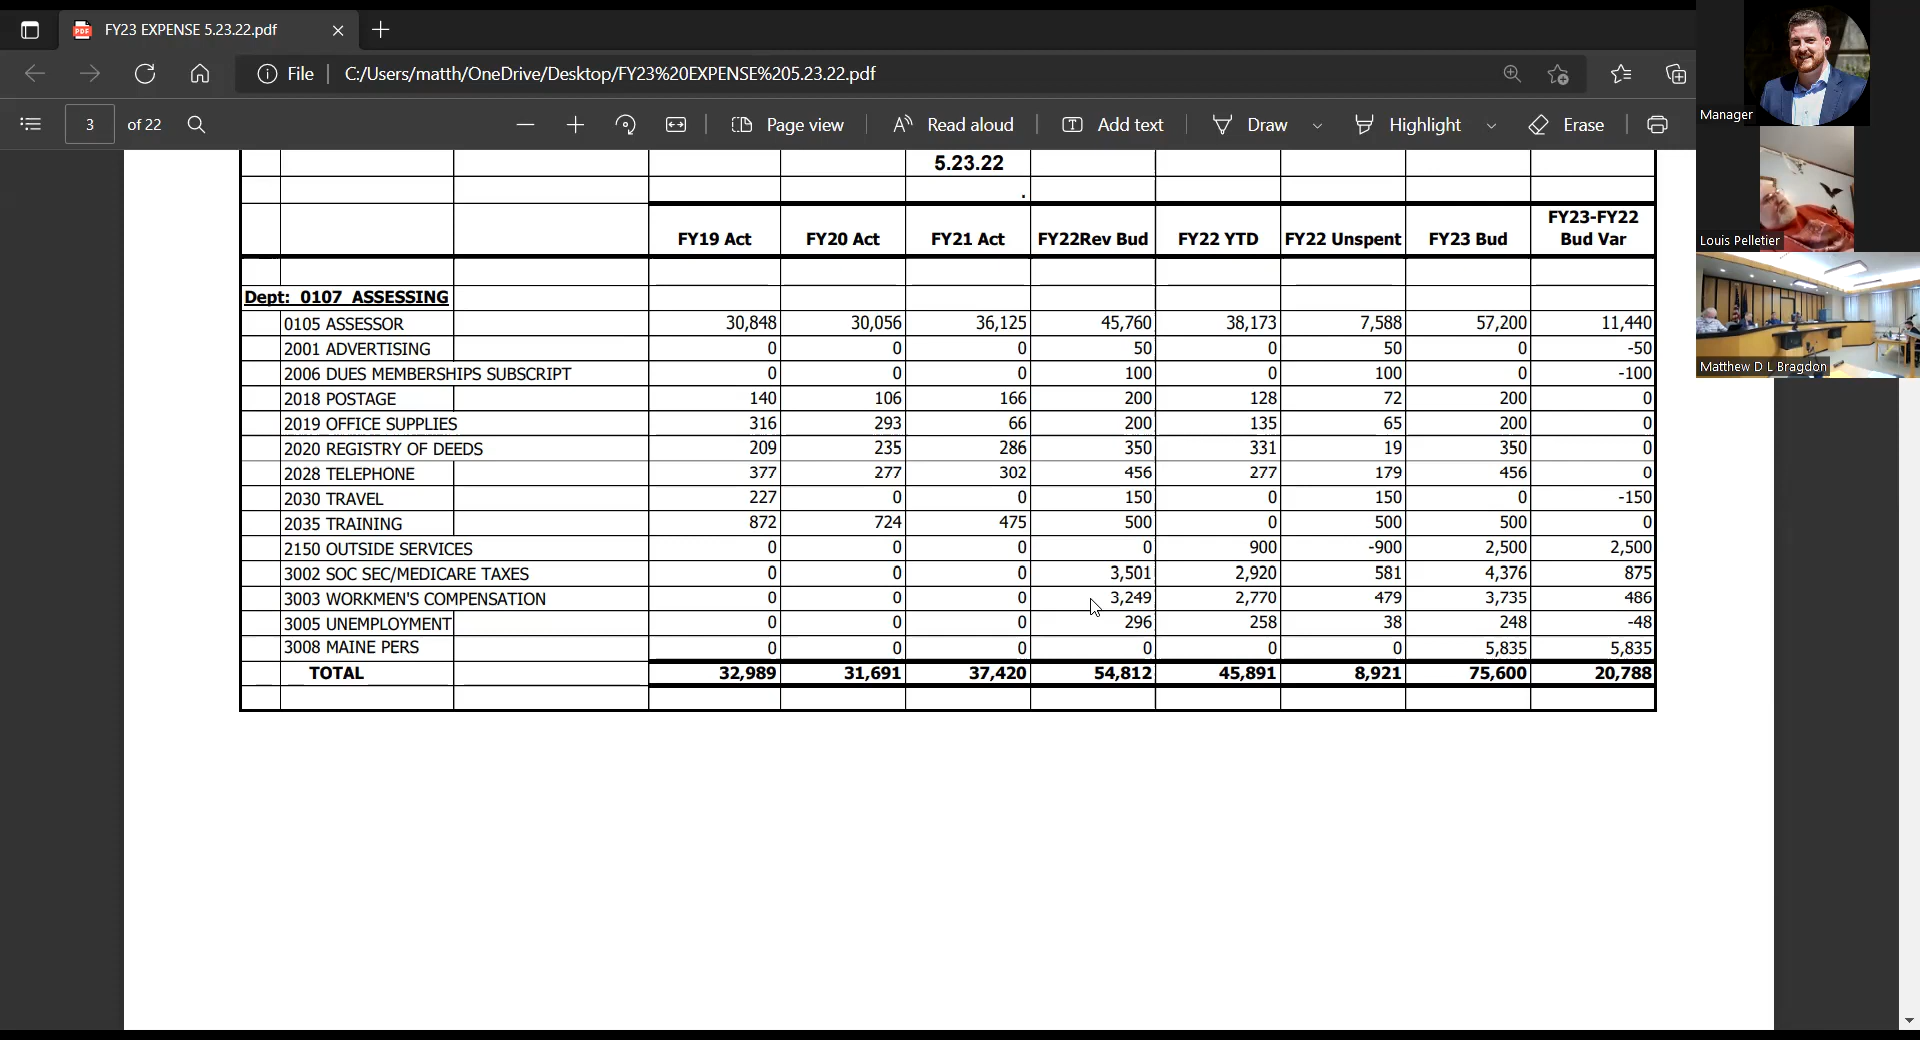 FY23 EXPENSE 5.23.22.pdf
File C:/Users/matth/OneDrive/Desktop/FY23%20EXPENSE%205.23.22.pdf
3 of 22 Page view Read aloud Add text Draw Highlight Erase
Manager
Louis Pelletier
Matthew D L Bragdon
5.23.22
FY19 Act FY20 Act FY21 Act FY22Rev Bud FY22 YTD FY22 Unspent FY23 Bud FY23-FY22 Bud Var
Dept: 0107 ASSESSING
0105 ASSESSOR 30,848 30,056 36,125 45,760 38,173 7,588 57,200 11,440
2001 ADVERTISING 0 0 0 50 0 50 0 -50
2006 DUES MEMBERSHIPS SUBSCRIPT 0 0 0 100 0 100 0 -100
2018 POSTAGE 140 106 166 200 128 72 200 0
2019 OFFICE SUPPLIES 316 293 66 200 135 65 200 0
2020 REGISTRY OF DEEDS 209 235 286 350 331 19 350 0
2028 TELEPHONE 377 277 302 456 277 179 456 0
2030 TRAVEL 227 0 0 150 0 150 0 -150
2035 TRAINING 872 724 475 500 0 500 500 0
2150 OUTSIDE SERVICES 0 0 0 0 900 -900 2,500 2,500
3002 SOC SEC/MEDICARE TAXES 0 0 0 3,501 2,920 581 4,376 875
3003 WORKMEN'S COMPENSATION 0 0 0 3,249 2,770 479 3,735 486
3005 UNEMPLOYMENT 0 0 0 296 258 38 248 -48
3008 MAINE PERS 0 0 0 0 0 0 5,835 5,835
TOTAL 32,989 31,691 37,420 54,812 45,891 8,921 75,600 20,788